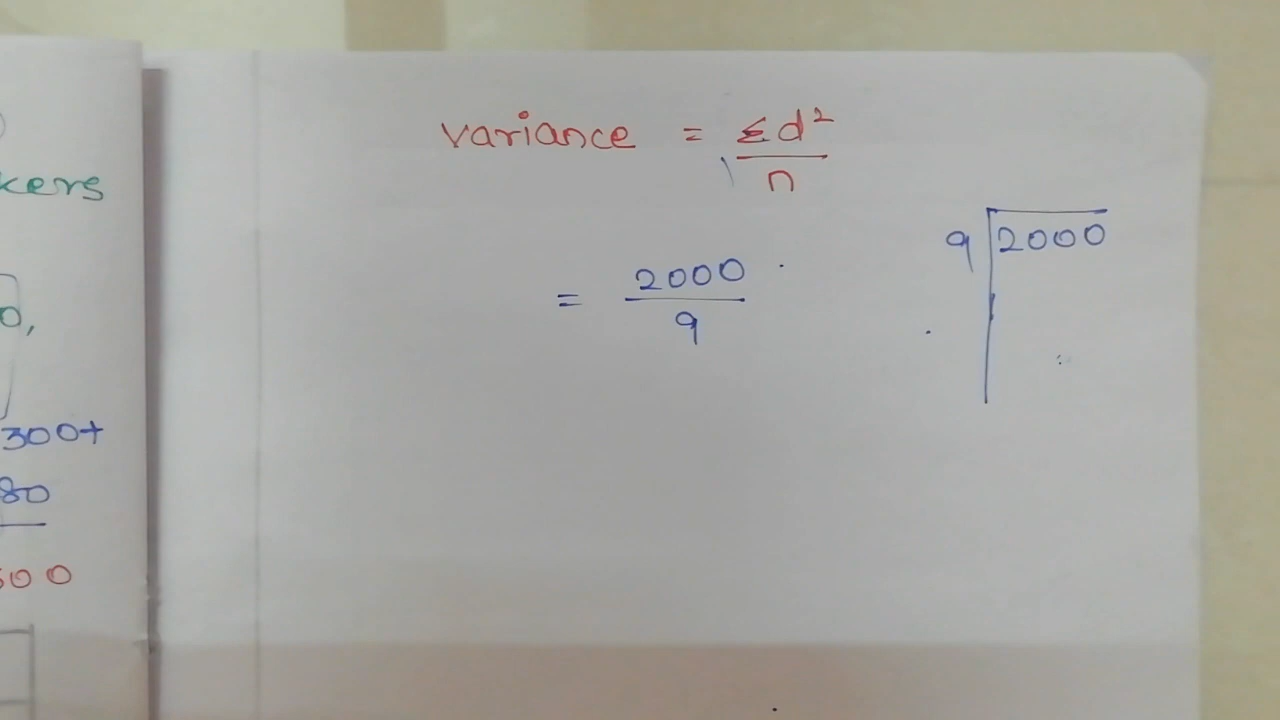 variance = Σd²
n
= 2000
9
9 2000
kers
0,
300+
80
500